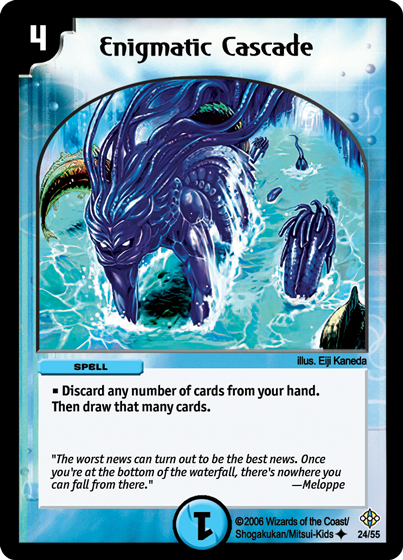 4
Enigmatic Cascade
illus. Eiji Kaneda
SPELL
▪ Discard any number of cards from your hand.
Then draw that many cards.
"The worst news can turn out to be the best news. Once
you're at the bottom of the waterfall, there's nowhere you
can fall from there." —Meloppe
1
©2006 Wizards of the Coast/
Shogakukan/Mitsui-Kids ✦ 24/55